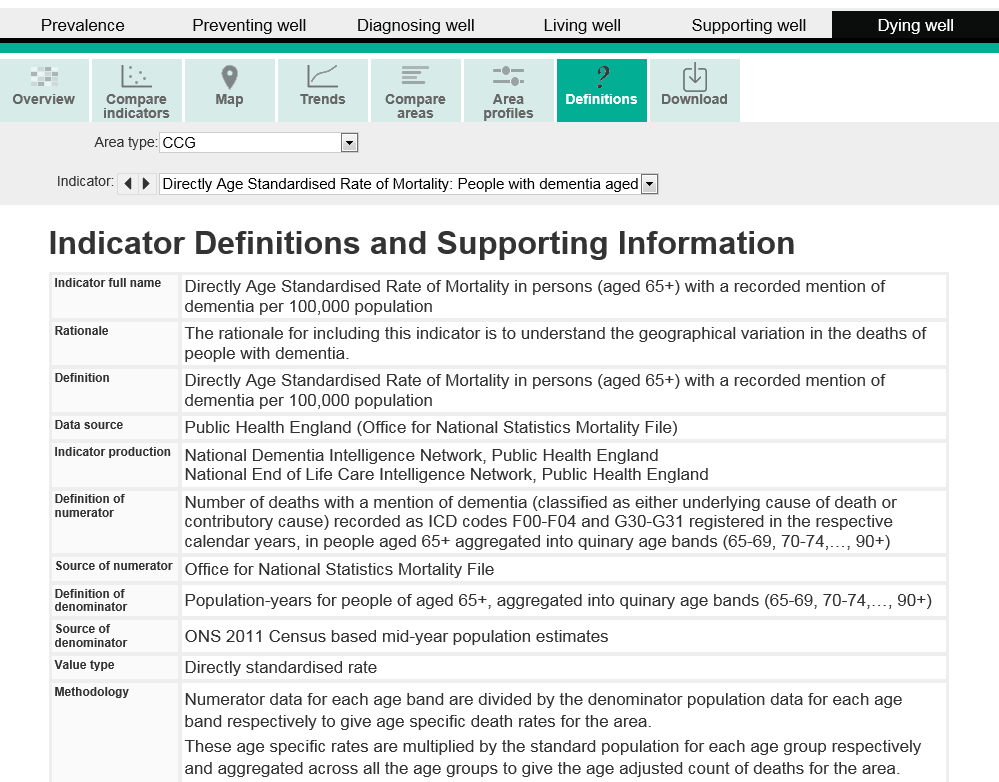 Prevalence Preventing well Diagnosing well Living well Supporting well Dying well
Overview Compare indicators Map Trends Compare areas Area profiles Definitions Download
Area type: CCG
Indicator: Directly Age Standardised Rate of Mortality: People with dementia aged
Indicator Definitions and Supporting Information
Indicator full name Directly Age Standardised Rate of Mortality in persons (aged 65+) with a recorded mention of
dementia per 100,000 population
Rationale The rationale for including this indicator is to understand the geographical variation in the deaths of
people with dementia.
Definition Directly Age Standardised Rate of Mortality in persons (aged 65+) with a recorded mention of
dementia per 100,000 population
Data source Public Health England (Office for National Statistics Mortality File)
Indicator production National Dementia Intelligence Network, Public Health England
National End of Life Care Intelligence Network, Public Health England
Definition of
numerator
Number of deaths with a mention of dementia (classified as either underlying cause of death or
contributory cause) recorded as ICD codes F00-F04 and G30-G31 registered in the respective
calendar years, in people aged 65+ aggregated into quinary age bands (65-69, 70-74,..., 90+)
Source of numerator Office for National Statistics Mortality File
Definition of
denominator
Population-years for people of aged 65+, aggregated into quinary age bands (65-69, 70-74,..., 90+)
Source of
denominator
ONS 2011 Census based mid-year population estimates
Value type Directly standardised rate
Methodology Numerator data for each age band are divided by the denominator population data for each age
band respectively to give age specific death rates for the area.
These age specific rates are multiplied by the standard population for each age group respectively
and aggregated across all the age groups to give the age adjusted count of deaths for the area.